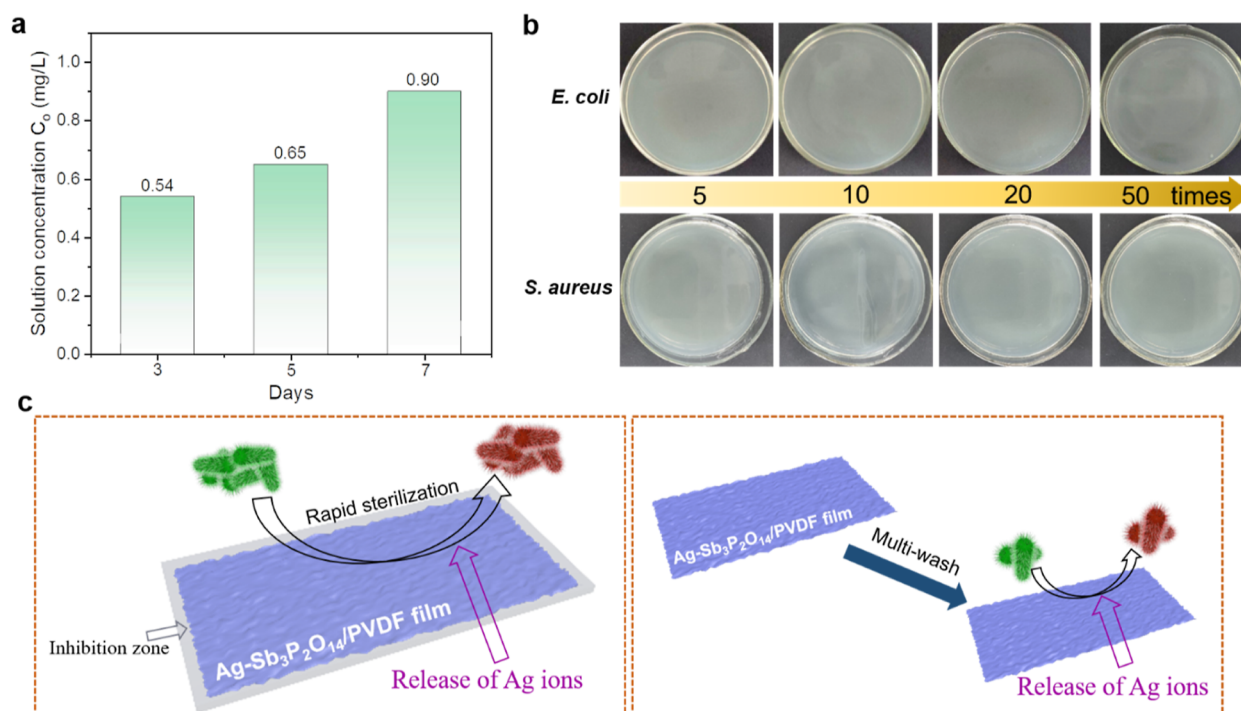 a
Solution concentration C₀ (mg/L)
1.0
0.8
0.6
0.4
0.2
0.0
0.54
0.65
0.90
3
5
7
Days
b
E. coli
5 10 20 50 times
S. aureus
c
Rapid sterilization
Ag-Sb₃P₂O₁₄/PVDF film
Inhibition zone
Release of Ag ions
Ag-Sb₃P₂O₁₄/PVDF film
Multi-wash
Release of Ag ions